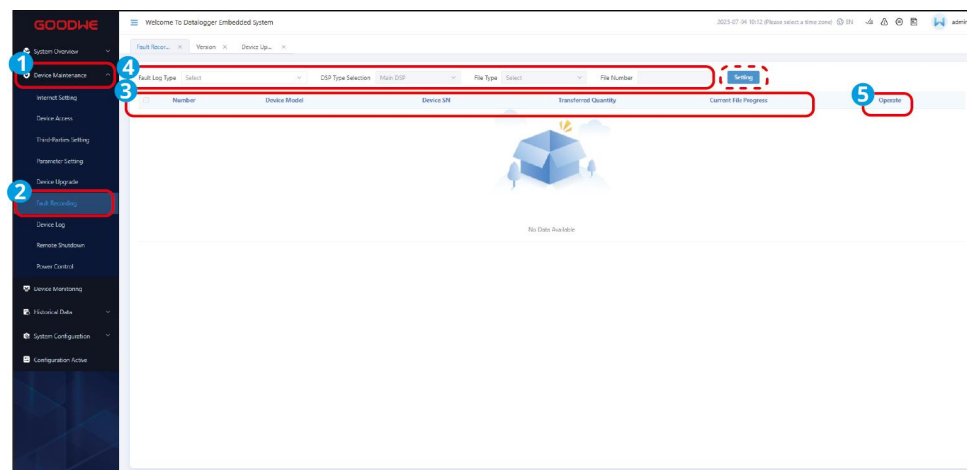 GOODWE
Welcome To Datalogger Embedded System
2025-07-04 10:12 (Please select a time zone) EN admin
System Overview
Fault Recor... × Version × Device Up... ×
1 Device Maintenance
4 Fault Log Type Select DSP Type Selection Main DSP File Type Select File Number Setting
3 Number Device Model Device SN Transferred Quantity Current File Progress 5 Operate
Internet Setting
Device Access
Third-Parties Setting
Parameter Setting
Device Upgrade
2 Fault Recording
Device Log
No Data Available
Remote Shutdown
Power Control
Device Monitoring
Historical Data
System Configuration
Configuration Active